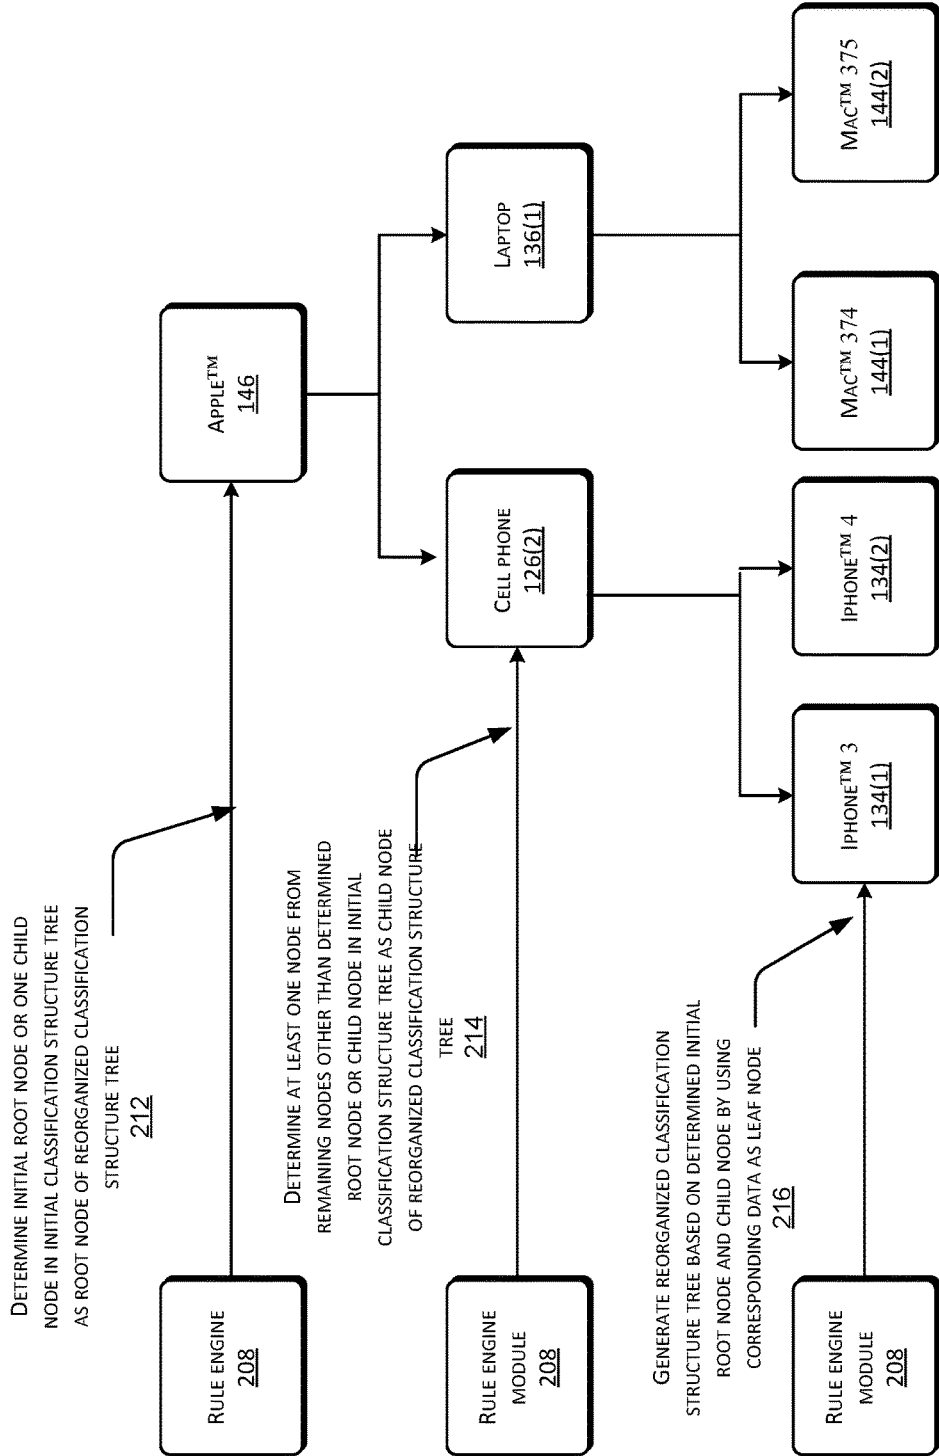 DETERMINE INITIAL ROOT NODE OR ONE CHILD
NODE IN INITIAL CLASSIFICATION STRUCTURE TREE
AS ROOT NODE OF REORGANIZED CLASSIFICATION
STRUCTURE TREE
212
RULE ENGINE
208
APPLE™
146
DETERMINE AT LEAST ONE NODE FROM
REMAINING NODES OTHER THAN DETERMINED
ROOT NODE OR CHILD NODE IN INITIAL
CLASSIFICATION STRUCTURE TREE AS CHILD NODE
OF REORGANIZED CLASSIFICATION STRUCTURE
TREE
214
RULE ENGINE
MODULE
208
CELL PHONE
126(2)
LAPTOP
136(1)
GENERATE REORGANIZED CLASSIFICATION
STRUCTURE TREE BASED ON DETERMINED INITIAL
ROOT NODE AND CHILD NODE BY USING
CORRESPONDING DATA AS LEAF NODE
216
RULE ENGINE
MODULE
208
IPHONE™ 3
134(1)
IPHONE™ 4
134(2)
MAC™ 374
144(1)
MAC™ 375
144(2)